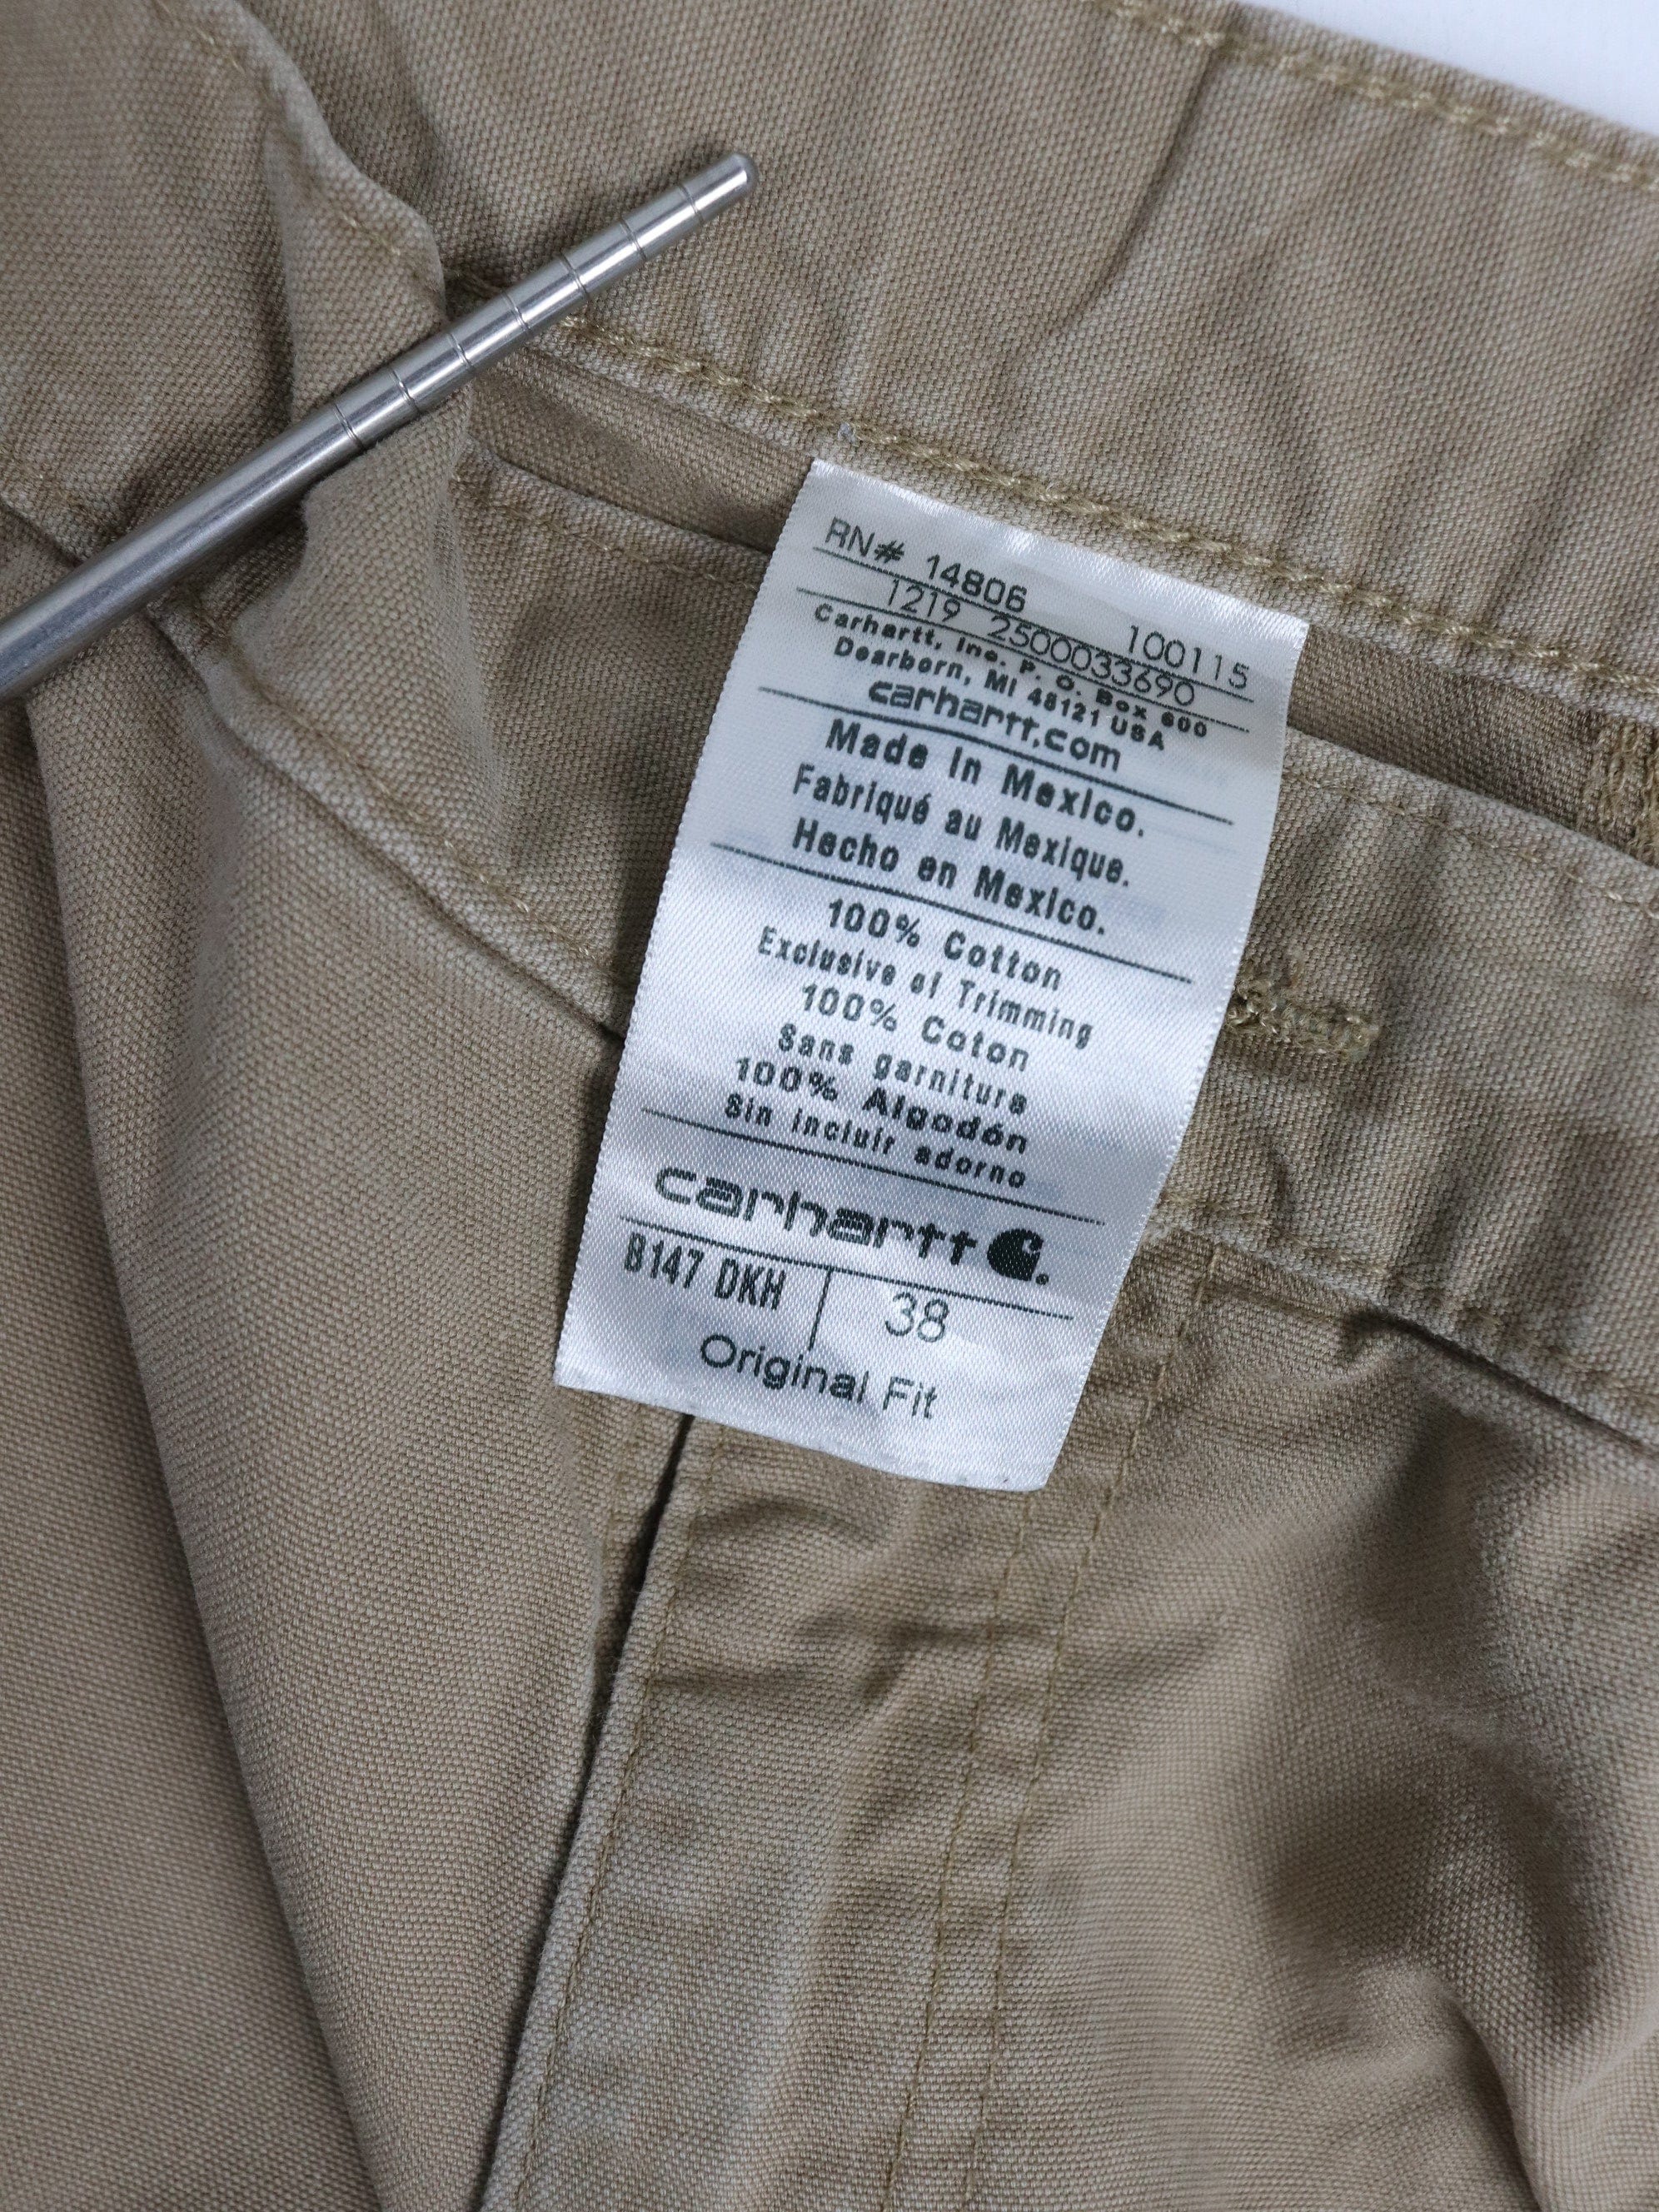 RN# 14806 100115
1219 2500033690
Carhartt, Inc. P. O. Box 600
Dearborn, MI 48121 USA
carhartt.com
Made In Mexico.
Fabriqué au Mexique.
Hecho en Mexico.
100% Cotton
Exclusive of Trimming
100% Coton
Sans garniture
100% Algodón
Sin incluir adorno
carhartt
B147 DKH 38
Original Fit